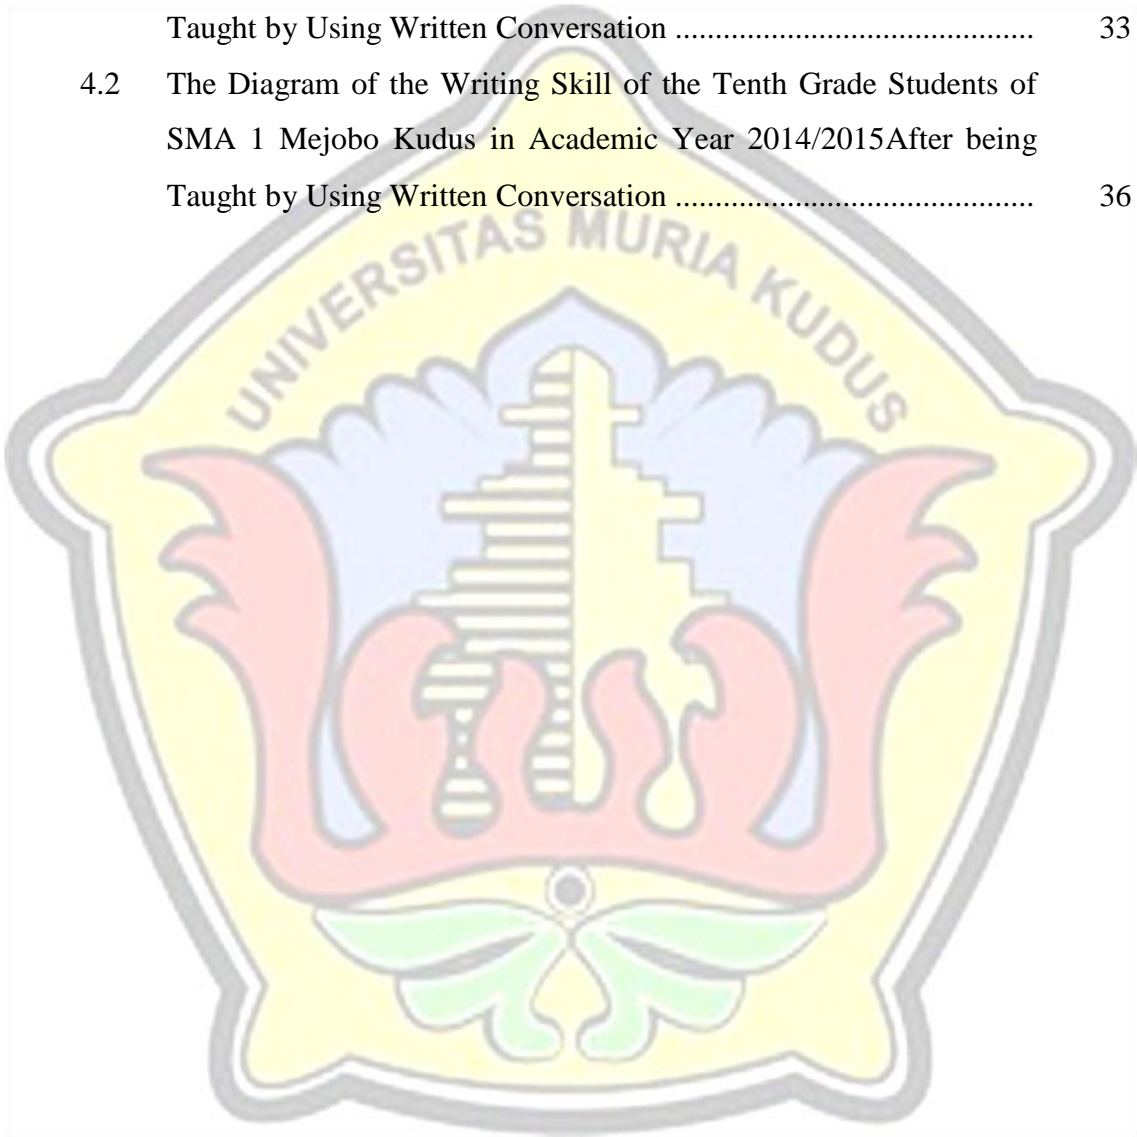 Taught by Using Written Conversation ............................................ 33
4.2 The Diagram of the Writing Skill of the Tenth Grade Students of
SMA 1 Mejobo Kudus in Academic Year 2014/2015After being
Taught by Using Written Conversation ............................................ 36
UNIVERSITAS MURIA KUDUS